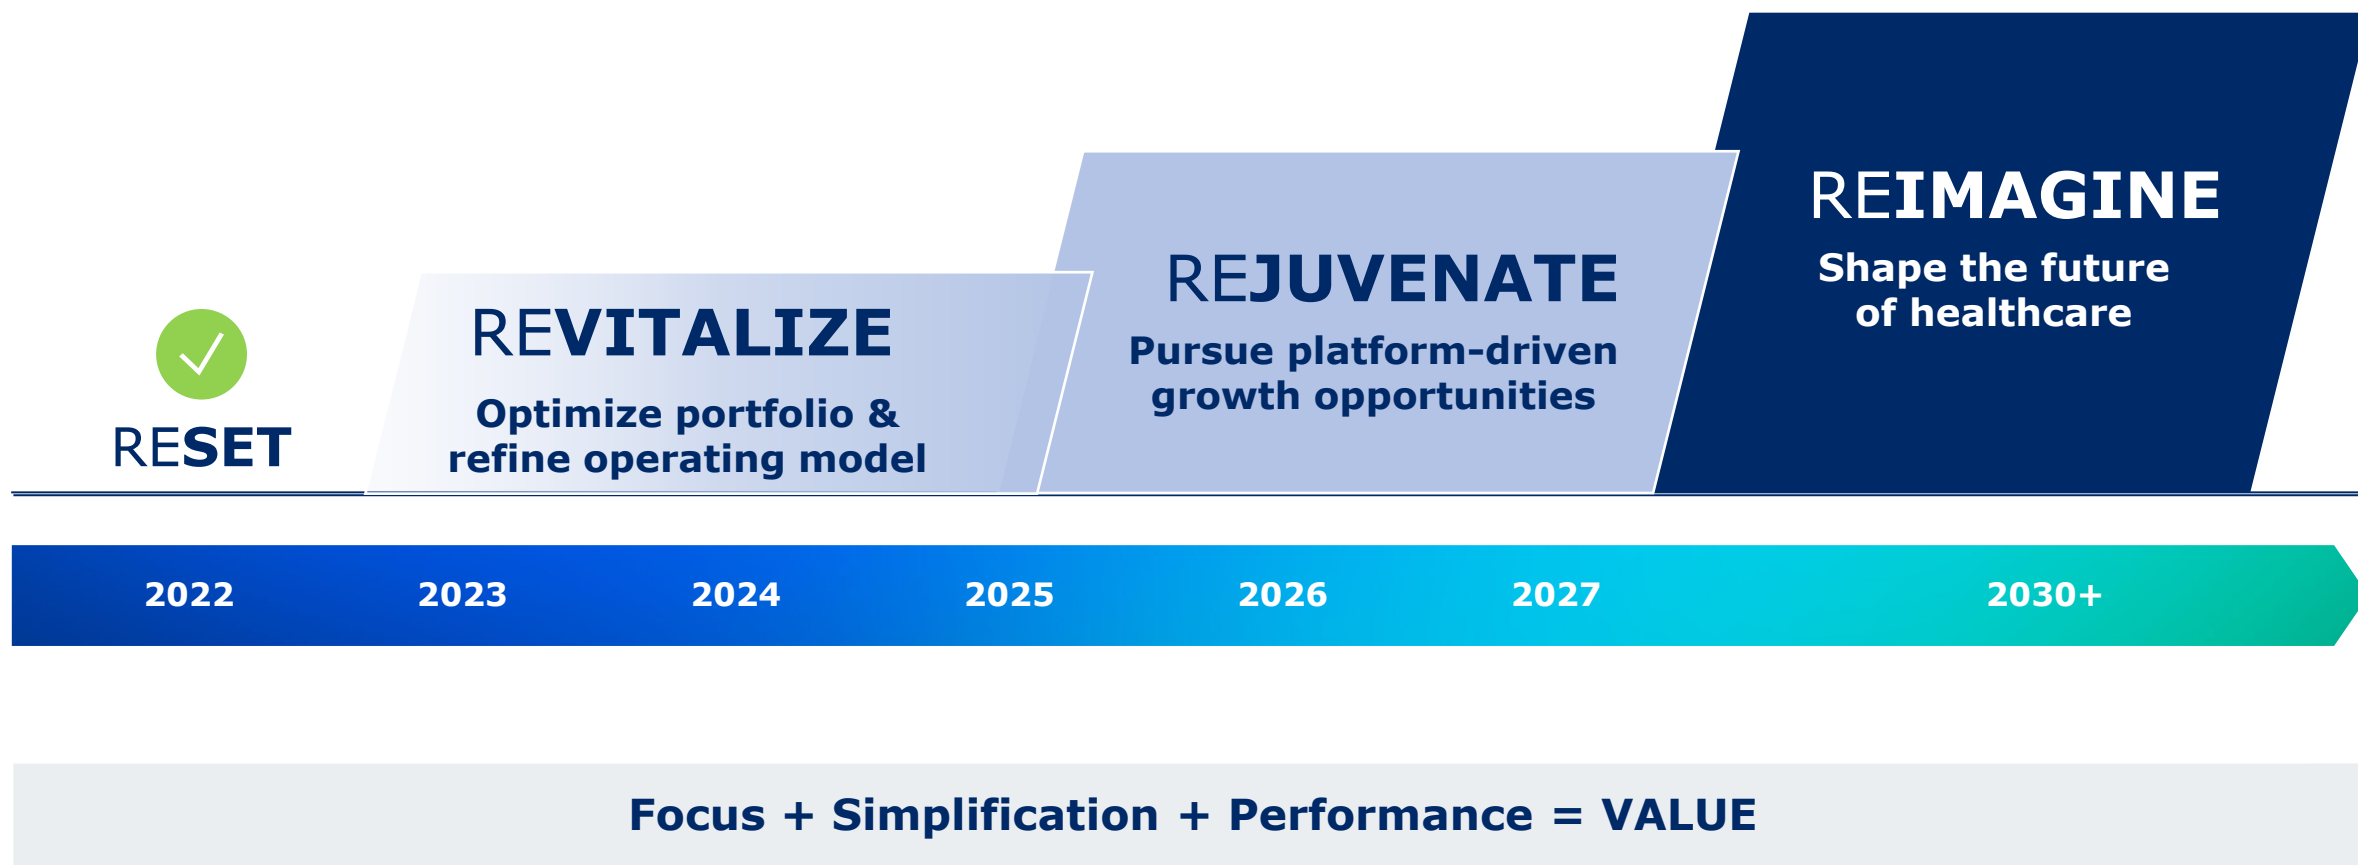 RESET
REVITALIZE
Optimize portfolio &
refine operating model
REJUVENATE
Pursue platform–driven
growth opportunities
REIMAGINE
Shape the future
of healthcare
2022 2023 2024 2025 2026 2027 2030+
Focus + Simplification + Performance = VALUE